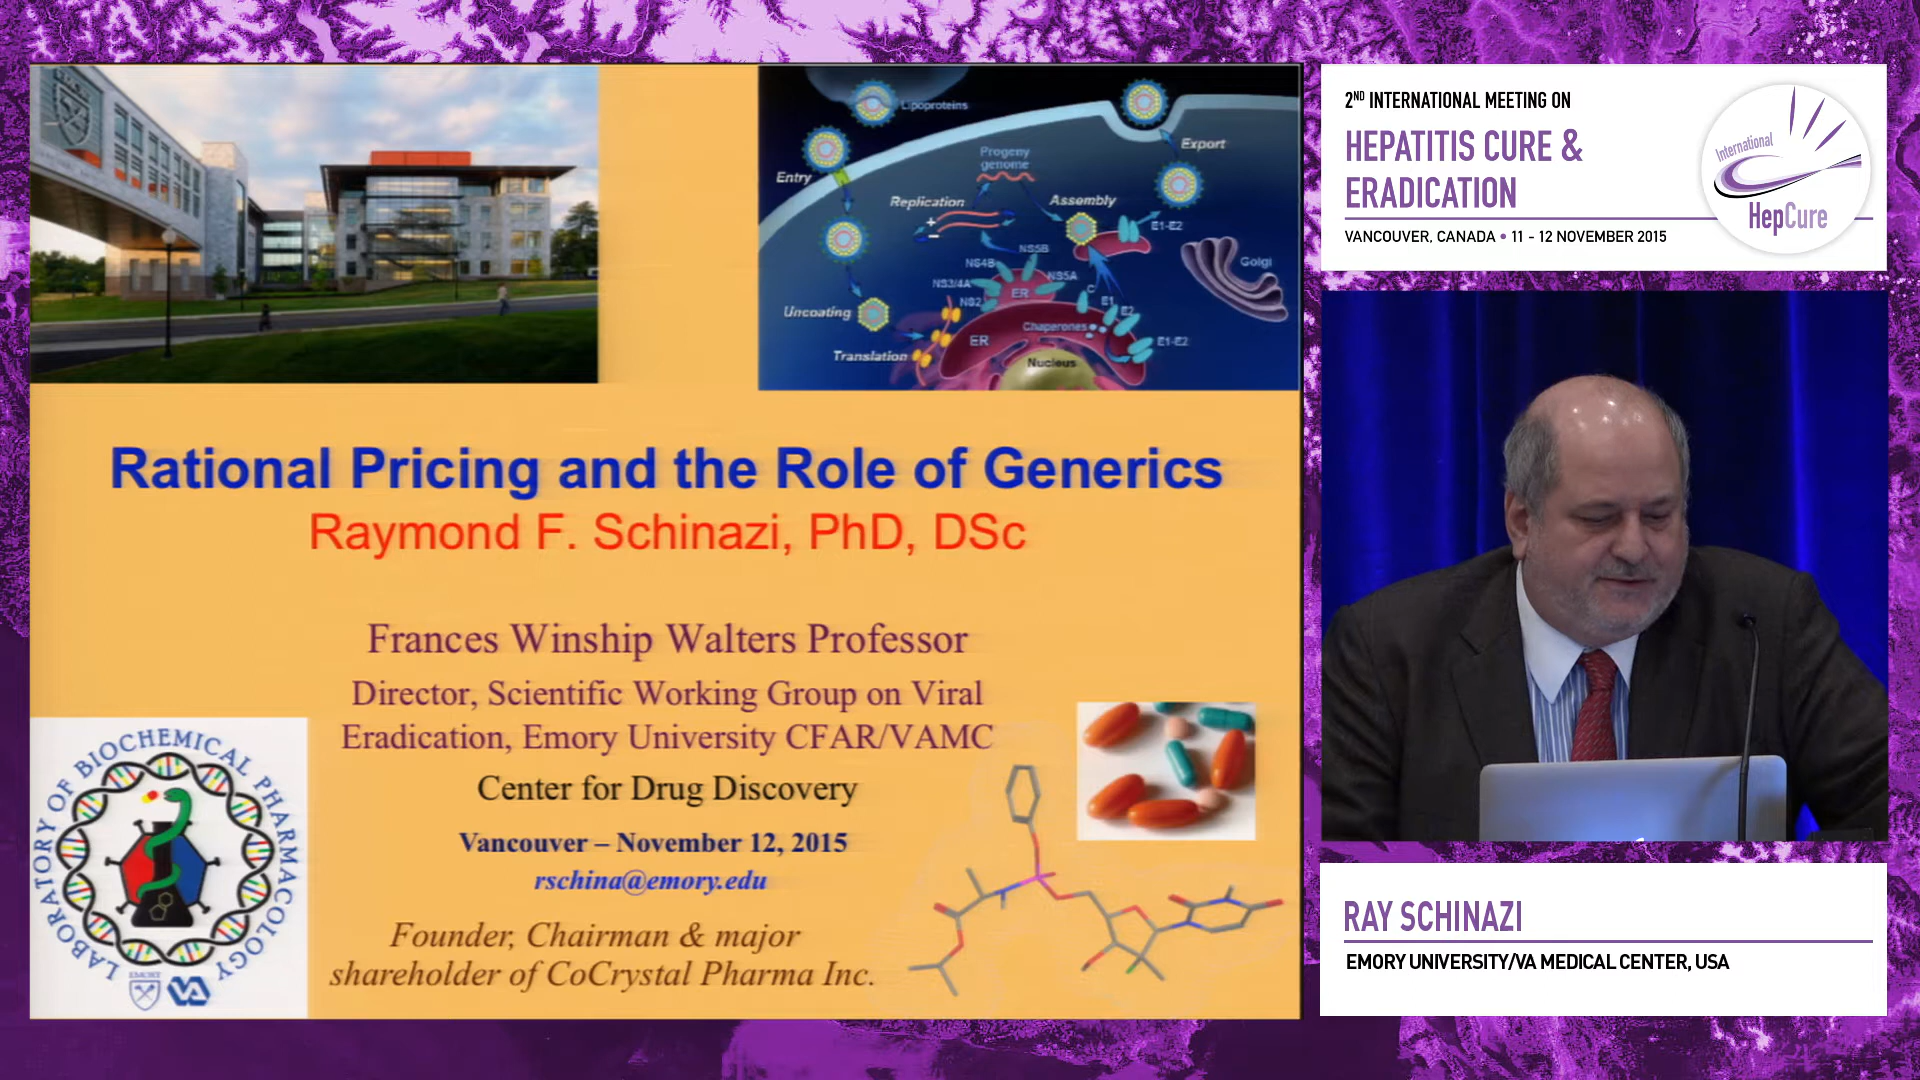 Lipoproteins
Entry
Progeny
genome
Export
Replication
+
–
Assembly
E1-E2
NS5B
NS4B
NS5A
NS3/4A
NS2
ER
C
E1
E2
Golgi
Uncoating
Chaperones
ER
E1-E2
Translation
Nucleus
Rational Pricing and the Role of Generics
Raymond F. Schinazi, PhD, DSc
Frances Winship Walters Professor
Director, Scientific Working Group on Viral
Eradication, Emory University CFAR/VAMC
Center for Drug Discovery
Vancouver – November 12, 2015
rschina@emory.edu
Founder, Chairman & major
shareholder of CoCrystal Pharma Inc.
LABORATORY OF BIOCHEMICAL PHARMACOLOGY
EMORY
VA
2ND INTERNATIONAL MEETING ON
HEPATITIS CURE &
ERADICATION
VANCOUVER, CANADA • 11 - 12 NOVEMBER 2015
International
HepCure
RAY SCHINAZI
EMORY UNIVERSITY/VA MEDICAL CENTER, USA